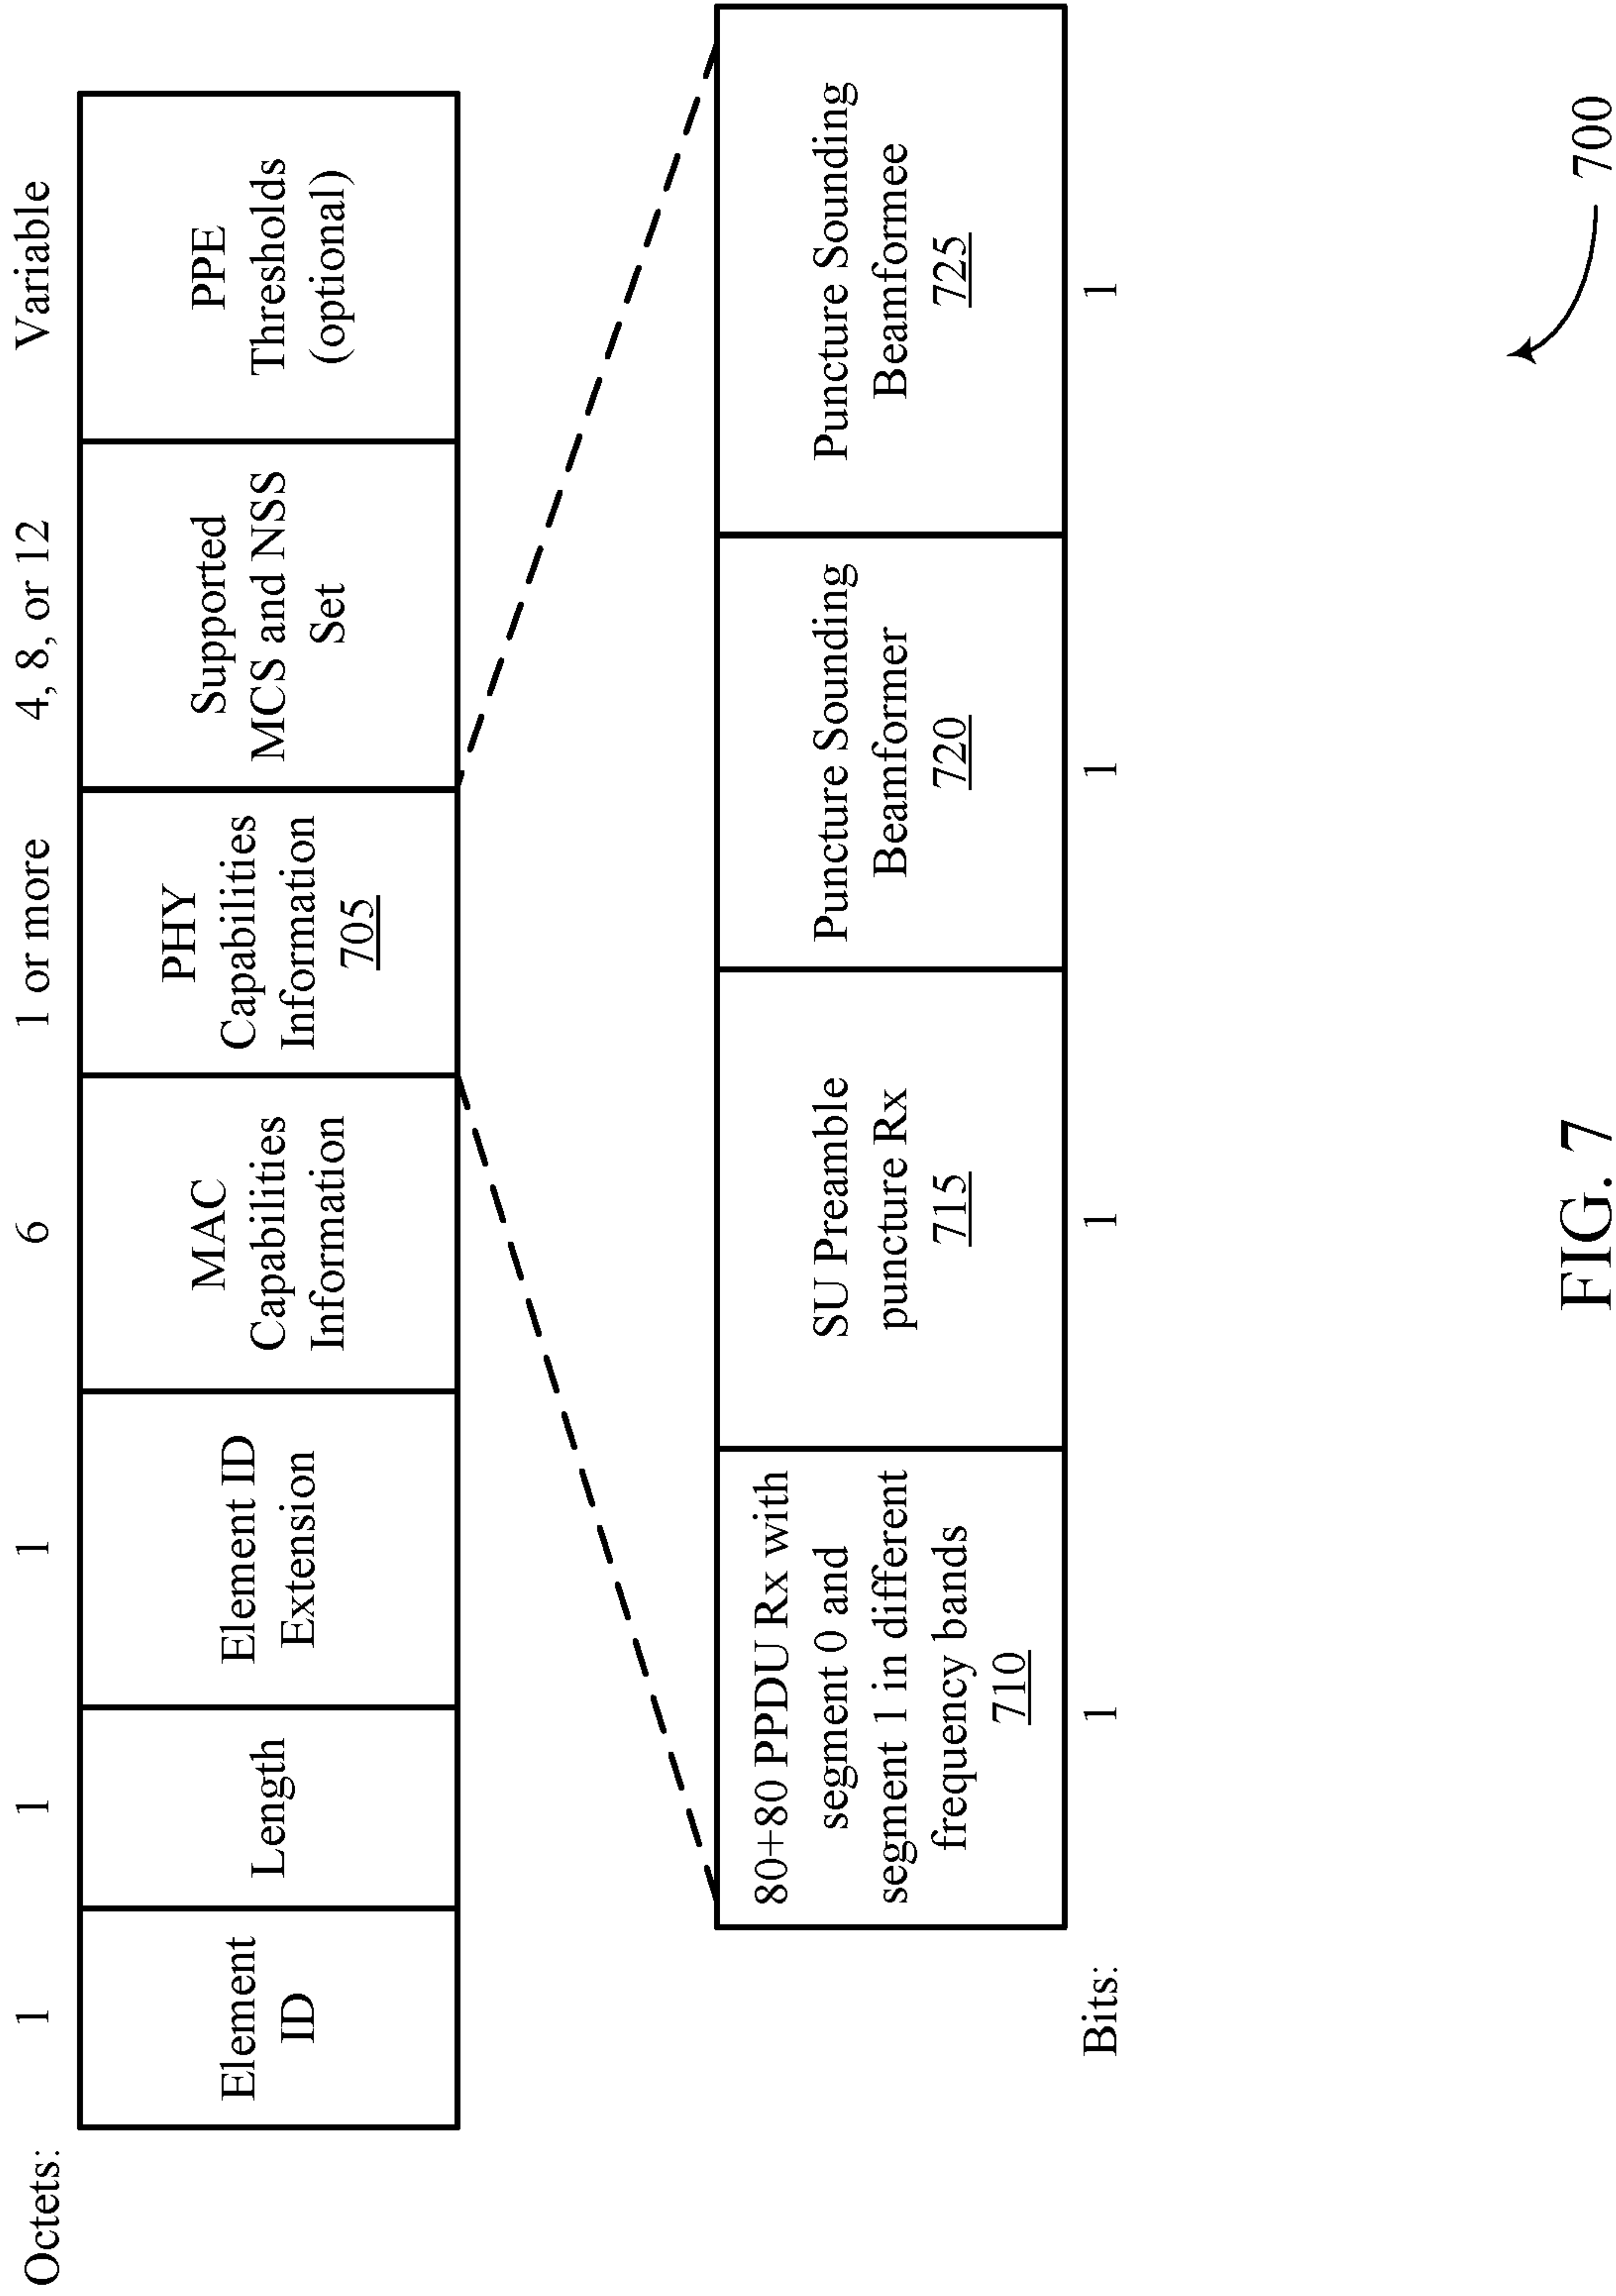 Octets:
1
1
1
6
1 or more
4, 8, or 12
Variable
Element
ID
Length
Element ID
Extension
MAC
Capabilities
Information
PHY
Capabilities
Information
705
Supported
MCS and NSS
Set
PPE
Thresholds
(optional)
80+80 PPDU Rx with
segment 0 and
segment 1 in different
frequency bands
710
SU Preamble
puncture Rx
715
Puncture Sounding
Beamformer
720
Puncture Sounding
Beamformee
725
Bits:
1
1
1
1
700
FIG. 7